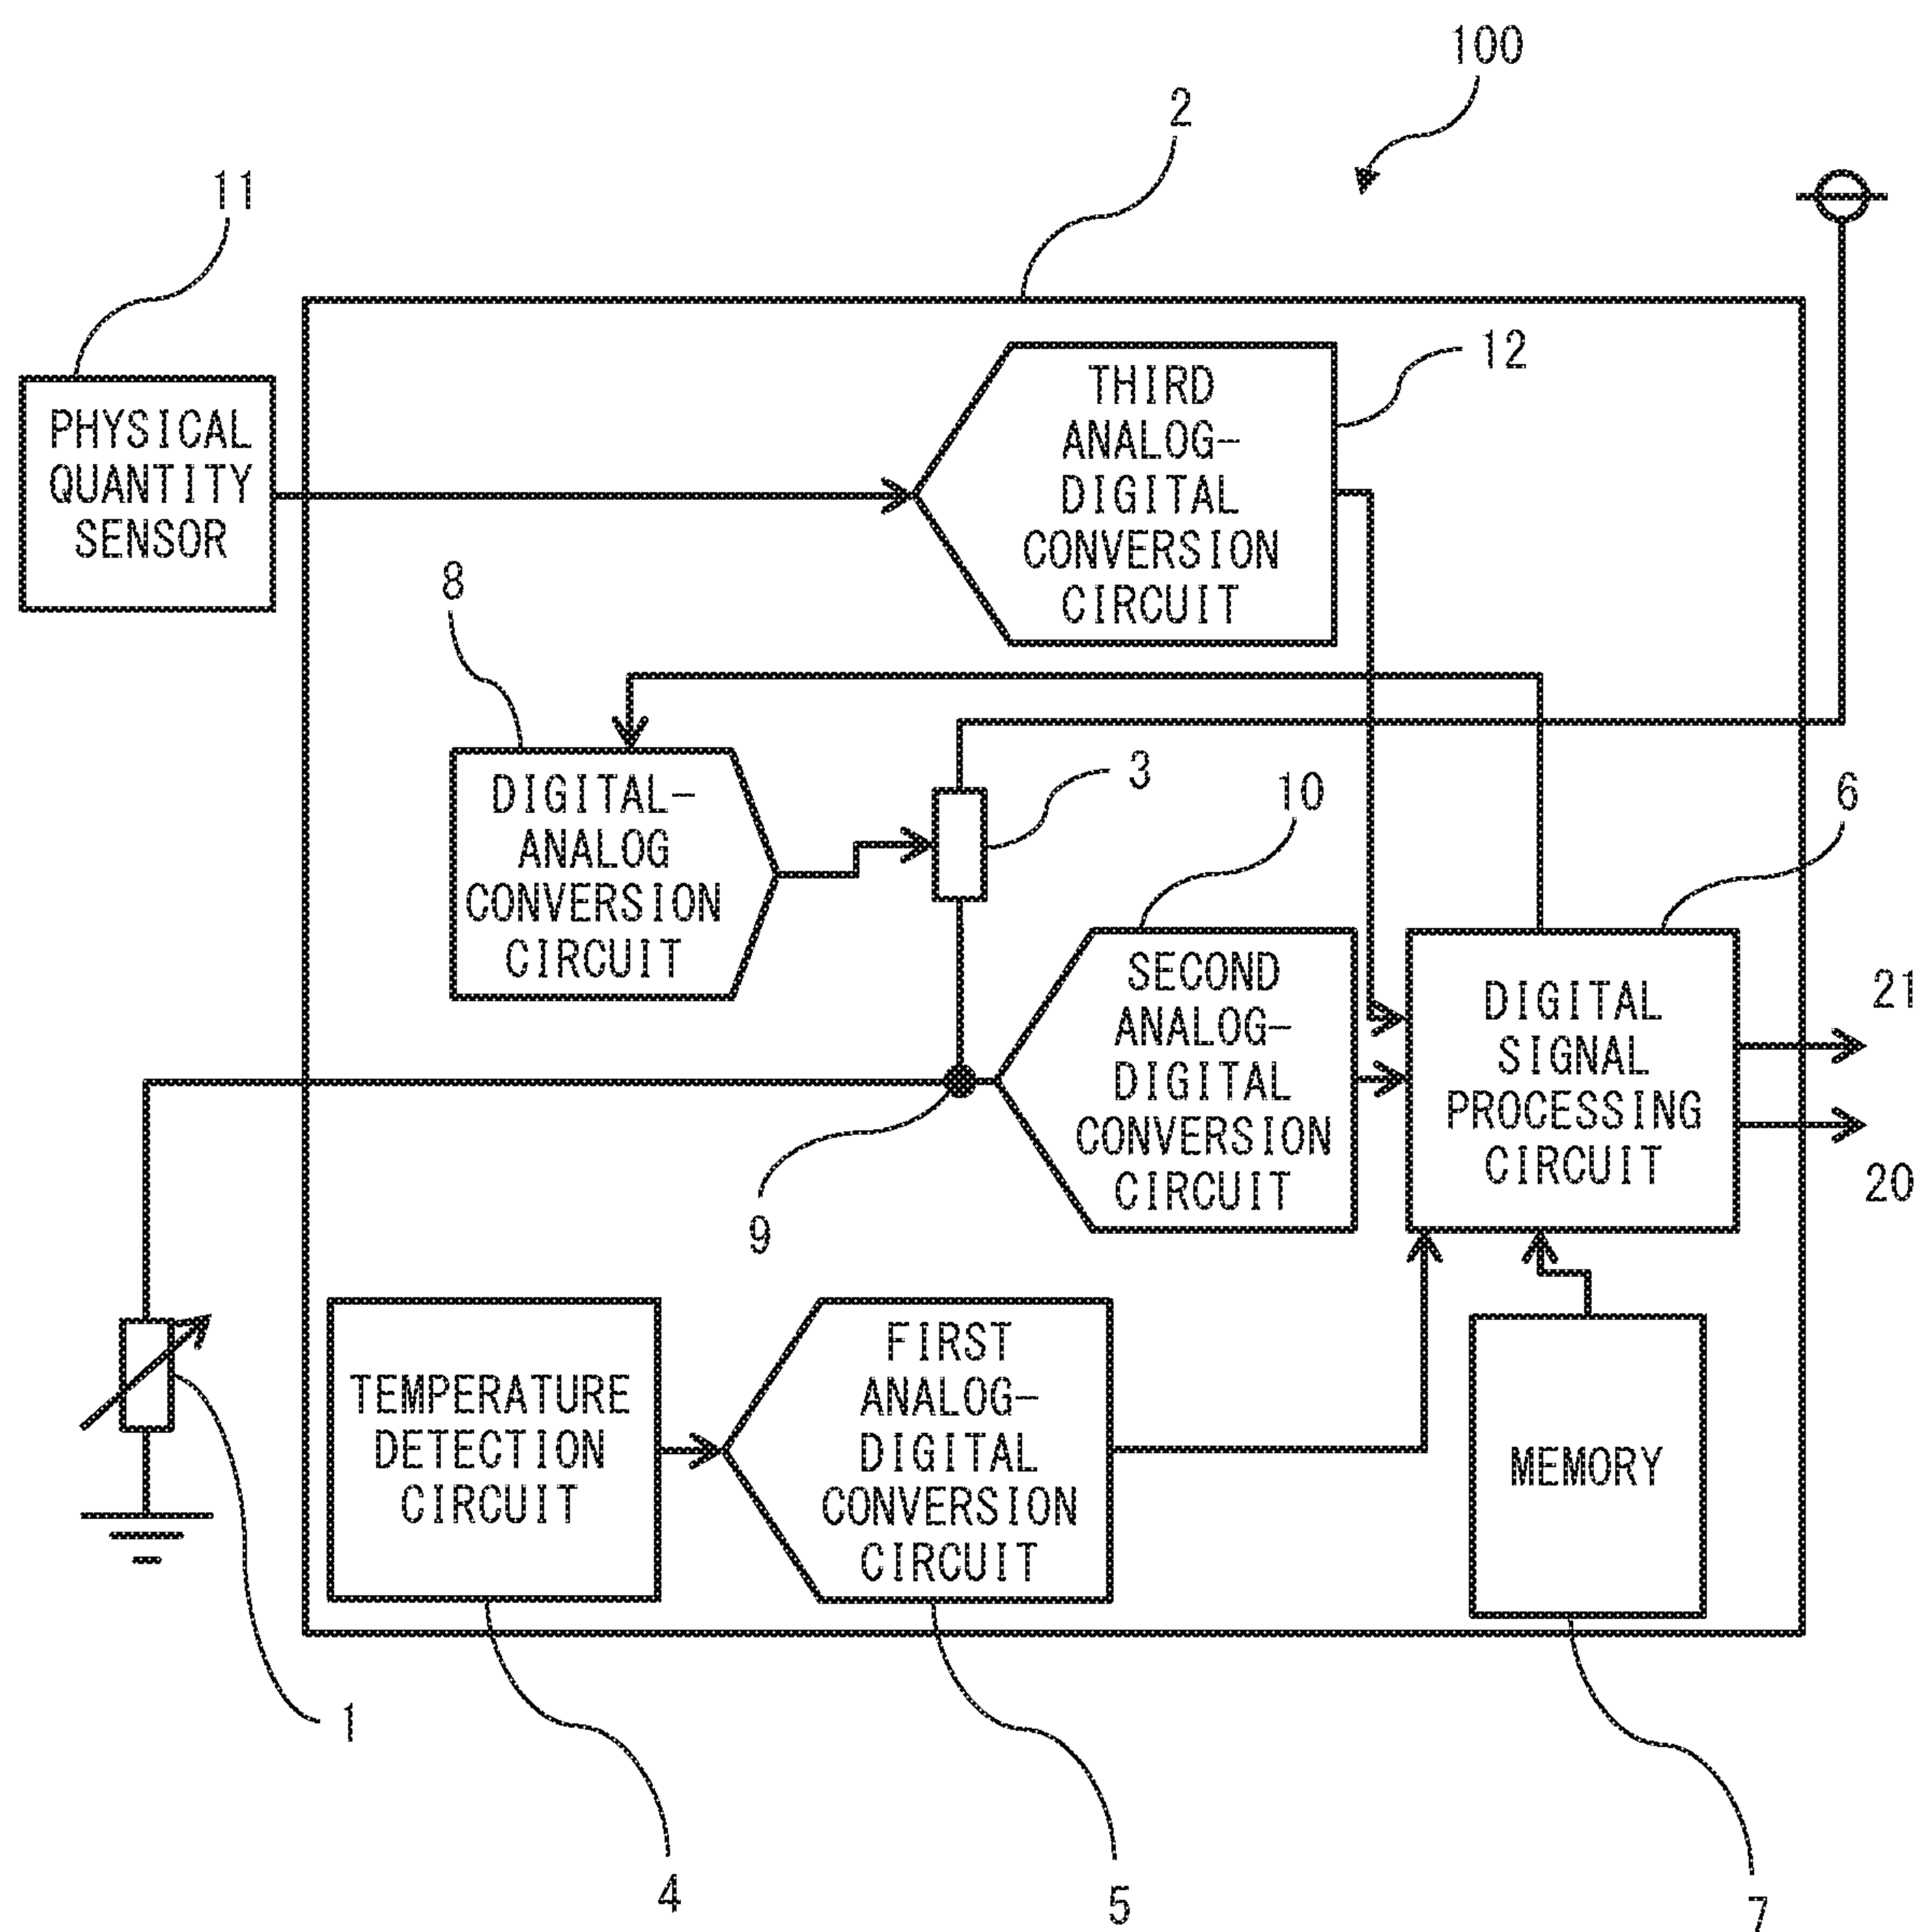 100
2
11
12
THIRD
ANALOG-
DIGITAL
CONVERSION
CIRCUIT
PHYSICAL
QUANTITY
SENSOR
8
3
10
6
DIGITAL-
ANALOG
CONVERSION
CIRCUIT
SECOND
ANALOG-
DIGITAL
CONVERSION
CIRCUIT
DIGITAL
SIGNAL
PROCESSING
CIRCUIT
21
20
9
TEMPERATURE
DETECTION
CIRCUIT
FIRST
ANALOG-
DIGITAL
CONVERSION
CIRCUIT
MEMORY
1
4
5
7